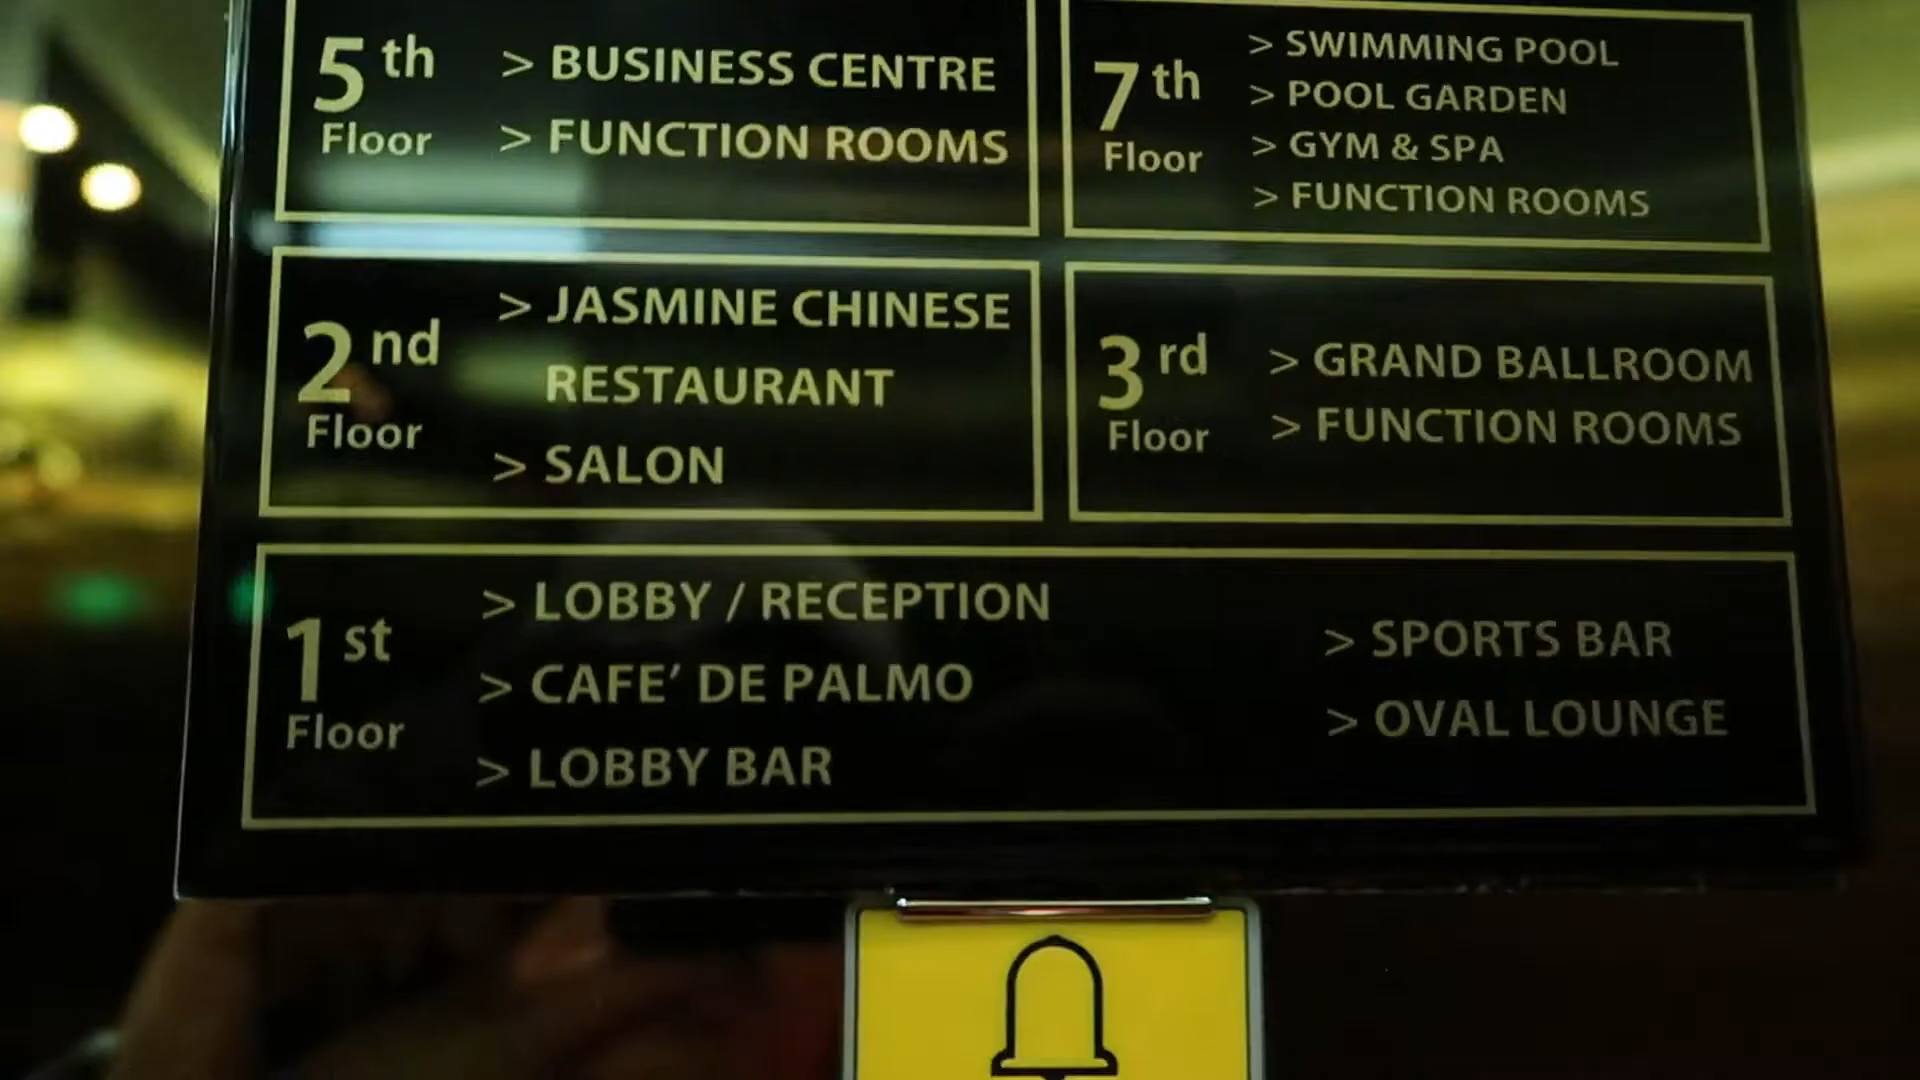 5th
Floor
> BUSINESS CENTRE
> FUNCTION ROOMS
7th
Floor
> SWIMMING POOL
> POOL GARDEN
> GYM & SPA
> FUNCTION ROOMS
2nd
Floor
> JASMINE CHINESE
RESTAURANT
> SALON
3rd
Floor
> GRAND BALLROOM
> FUNCTION ROOMS
1st
Floor
> LOBBY / RECEPTION
> CAFE’ DE PALMO
> LOBBY BAR
> SPORTS BAR
> OVAL LOUNGE